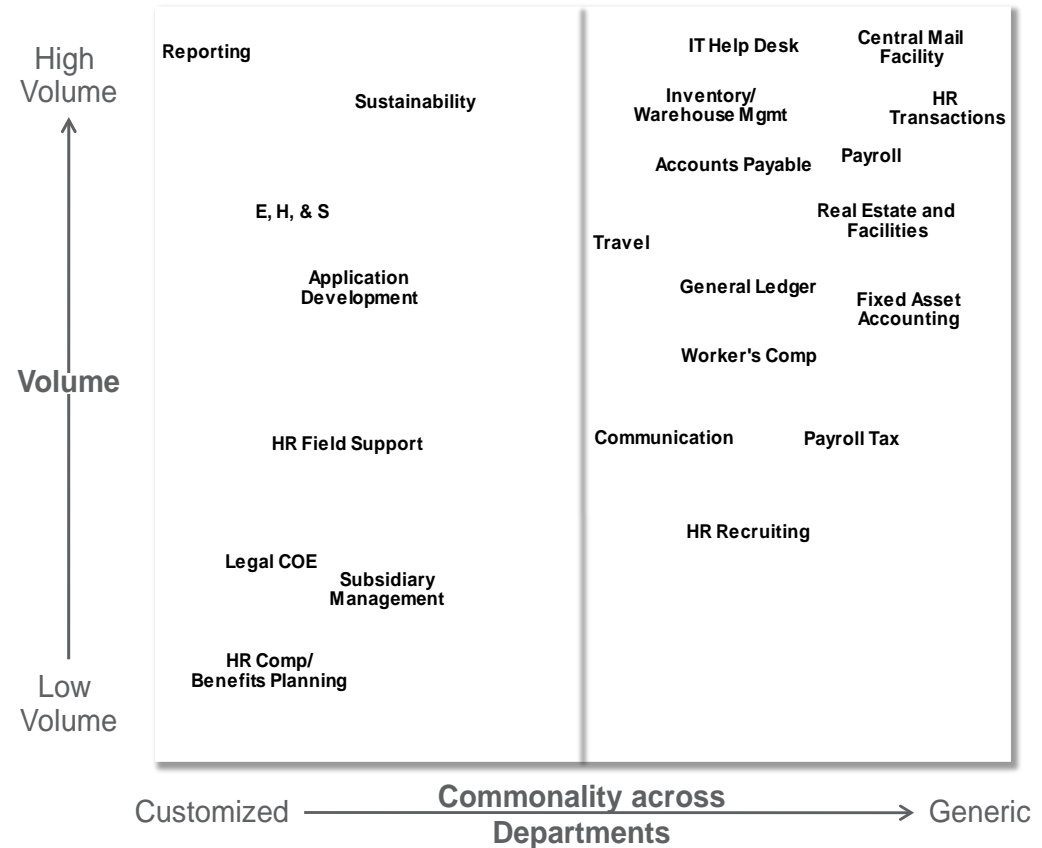 High
Volume
Volume
Low
Volume
Reporting
Sustainability
E, H, & S
Application
Development
HR Field Support
Legal COE
Subsidiary
Management
HR Comp/
Benefits Planning
IT Help Desk
Central Mail
Facility
Inventory/
Warehouse Mgmt
HR
Transactions
Accounts Payable
Payroll
Real Estate and
Facilities
Travel
General Ledger
Fixed Asset
Accounting
Worker's Comp
Communication
Payroll Tax
HR Recruiting
Customized
Commonality across
Departments
Generic